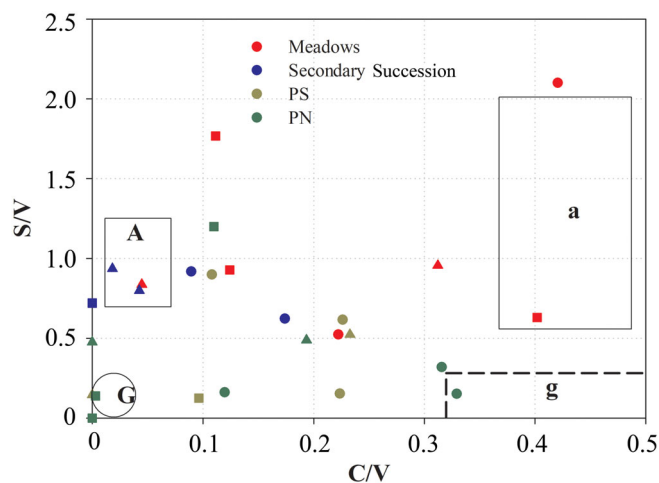 2.5
Meadows
Secondary Succession
PS
PN
2.0
1.5
1.0
0.5
0
S/V
A
a
G
g
0 0.1 0.2 0.3 0.4 0.5
C/V